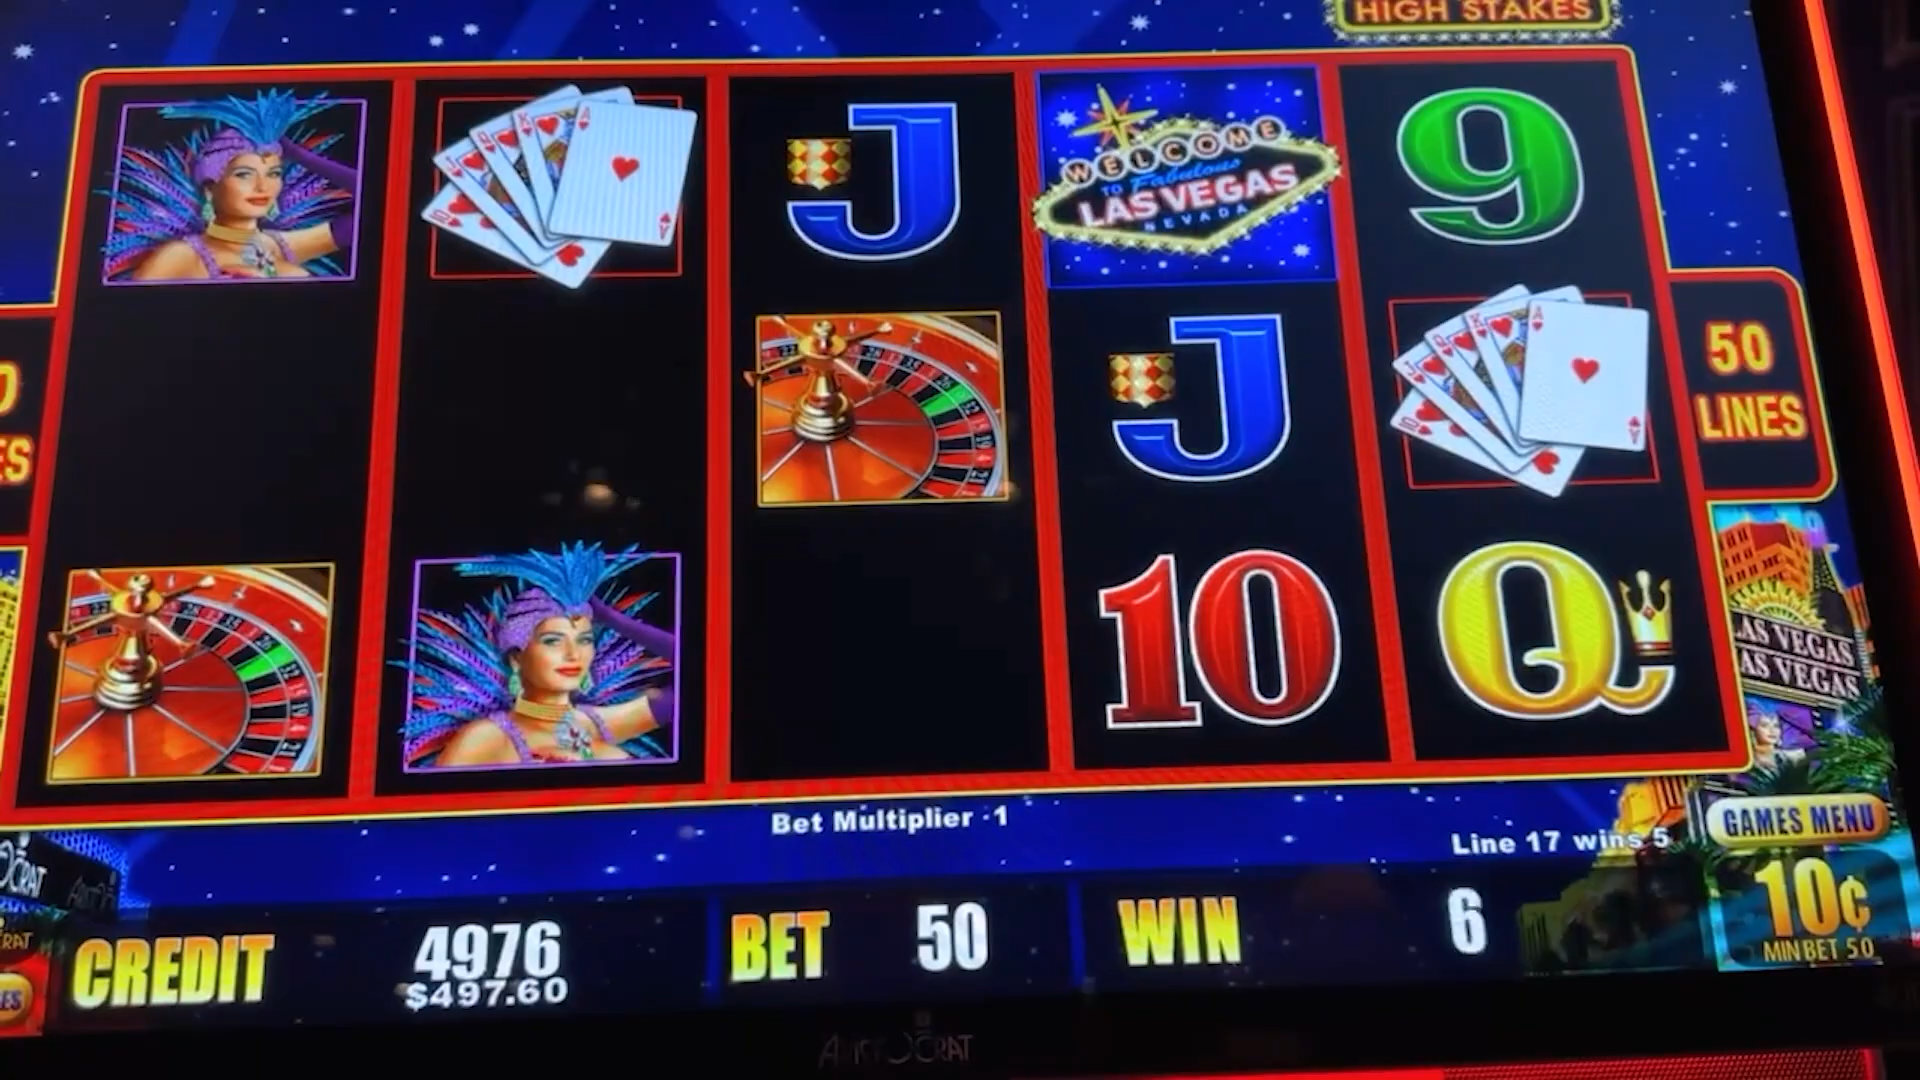 HIGH STAKES
WELCOME
TO Fabulous
LAS VEGAS
NEVADA
J
9
50
LINES
J
10
Q
LAS VEGAS
LAS VEGAS
Bet Multiplier -1
Line 17 wins 5
GAMES MENU
CREDIT
4976
$497.60
BET
50
WIN
6
10¢
MIN BET 50
ARISTOCRAT